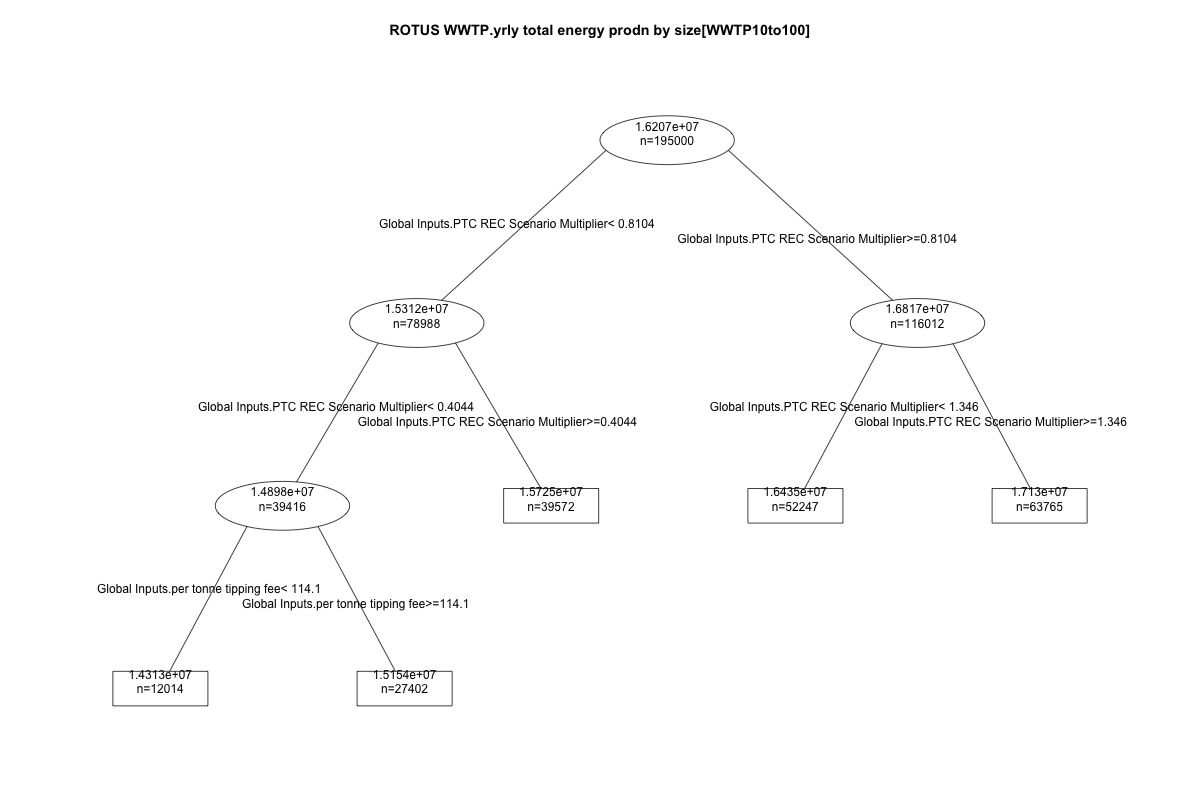 ROTUS WWTP.yrly total energy prodn by size[WWTP10to100]
1.6207e+07
n=195000
Global Inputs.PTC REC Scenario Multiplier< 0.8104
Global Inputs.PTC REC Scenario Multiplier>=0.8104
1.5312e+07
n=78988
1.6817e+07
n=116012
Global Inputs.PTC REC Scenario Multiplier< 0.4044
Global Inputs.PTC REC Scenario Multiplier>=0.4044
Global Inputs.PTC REC Scenario Multiplier< 1.346
Global Inputs.PTC REC Scenario Multiplier>=1.346
1.4898e+07
n=39416
1.5725e+07
n=39572
1.6435e+07
n=52247
1.713e+07
n=63765
Global Inputs.per tonne tipping fee< 114.1
Global Inputs.per tonne tipping fee>=114.1
1.4313e+07
n=12014
1.5154e+07
n=27402